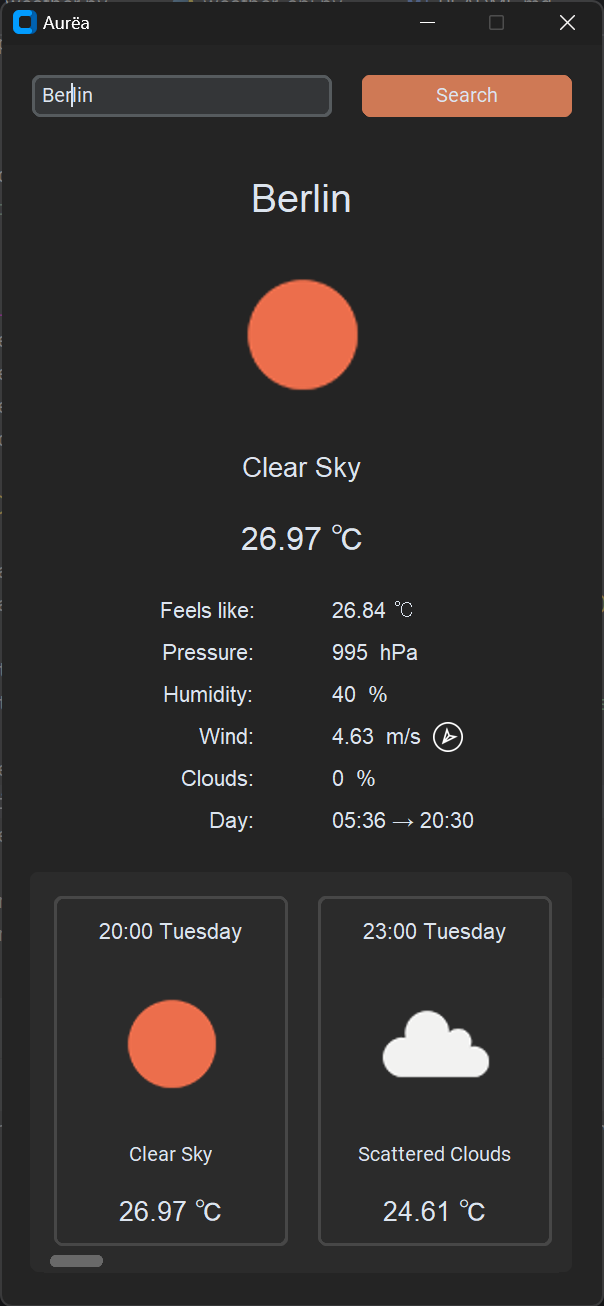 Aurëa
Berlin Search
Berlin
Clear Sky
26.97 ℃
Feels like: 26.84 ℃
Pressure: 995 hPa
Humidity: 40 %
Wind: 4.63 m/s
Clouds: 0 %
Day: 05:36 → 20:30
20:00 Tuesday 23:00 Tuesday
Clear Sky Scattered Clouds
26.97 ℃ 24.61 ℃